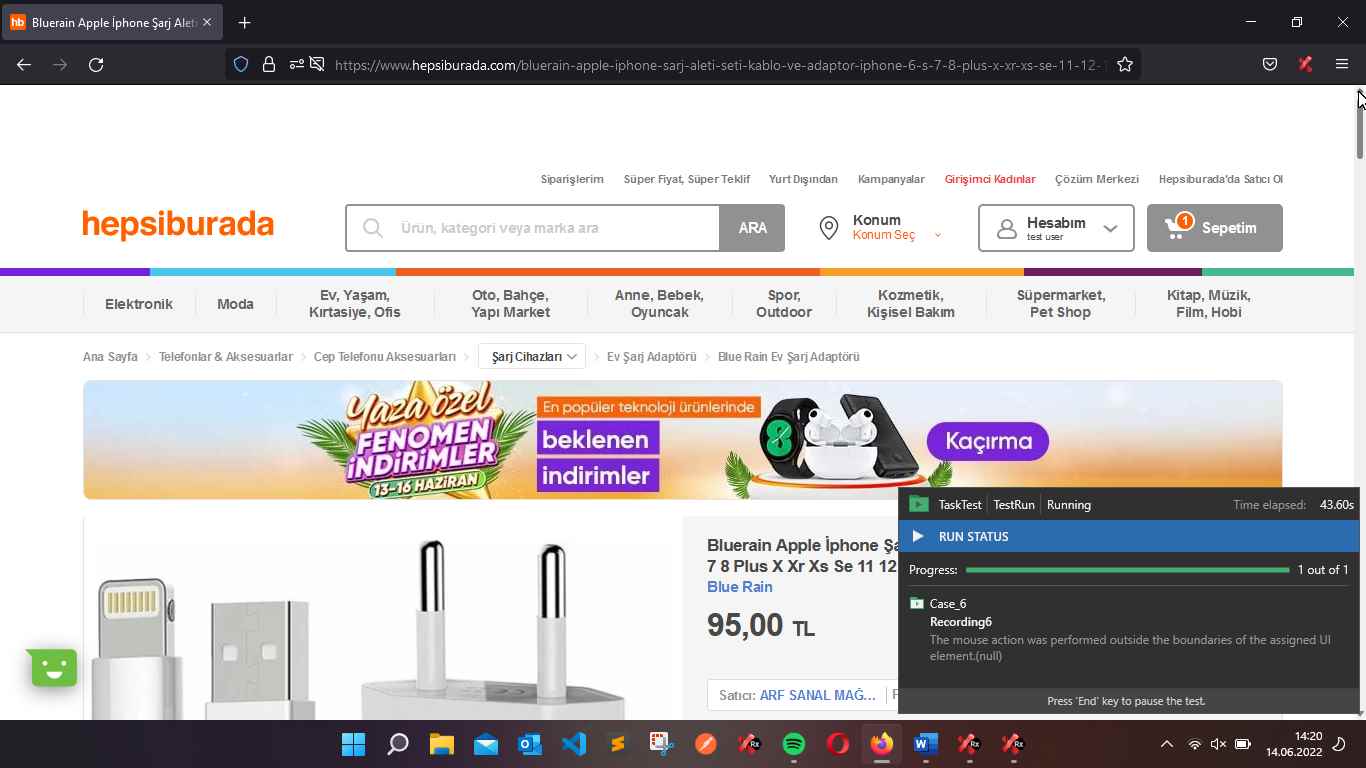 hb Bluerain Apple İphone Şarj Alet
https://www.hepsiburada.com/bluerain-apple-iphone-sarj-aleti-seti-kablo-ve-adaptor-iphone-6-s-7-8-plus-x-xr-xs-se-11-12-1
Siparişlerim Süper Fiyat, Süper Teklif Yurt Dışından Kampanyalar Girişimci Kadınlar Çözüm Merkezi Hepsiburada'da Satıcı Ol
hepsiburada
Ürün, kategori veya marka ara
ARA
Konum
Konum Seç
Hesabım
test user
1
Sepetim
Elektronik
Moda
Ev, Yaşam,
Kırtasiye, Ofis
Oto, Bahçe,
Yapı Market
Anne, Bebek,
Oyuncak
Spor,
Outdoor
Kozmetik,
Kişisel Bakım
Süpermarket,
Pet Shop
Kitap, Müzik,
Film, Hobi
Ana Sayfa Telefonlar & Aksesuarlar Cep Telefonu Aksesuarları Şarj Cihazları Ev Şarj Adaptörü Blue Rain Ev Şarj Adaptörü
Yaza özel
FENOMEN
İNDİRİMLER
13-16 HAZİRAN
En popüler teknoloji ürünlerinde
beklenen
indirimler
8
Kaçırma
Bluerain Apple İphone Şa
7 8 Plus X Xr Xs Se 11 12
Blue Rain
95,00 TL
Satıcı: ARF SANAL MAĞ...
TaskTest TestRun Running Time elapsed: 43.60s
RUN STATUS
Progress: 1 out of 1
Case_6
Recording6
The mouse action was performed outside the boundaries of the assigned UI
element.(null)
Press 'End' key to pause the test.
Rx
Rx
Rx
14:20
14.06.2022